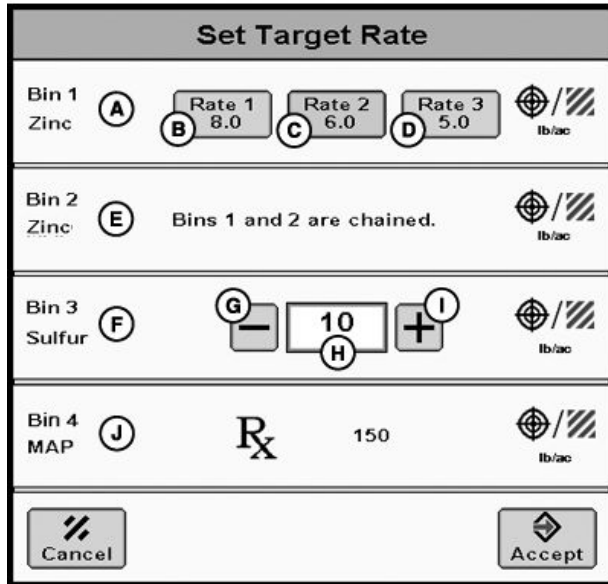 Set Target Rate
Bin 1
Zinc
A
Rate 1
8.0
B
Rate 2
6.0
C
Rate 3
5.0
D
lb/ac
Bin 2
Zinc
E
Bins 1 and 2 are chained.
lb/ac
Bin 3
Sulfur
F
G
−
10
H
+
I
lb/ac
Bin 4
MAP
J
Rx
150
lb/ac
Cancel
Accept